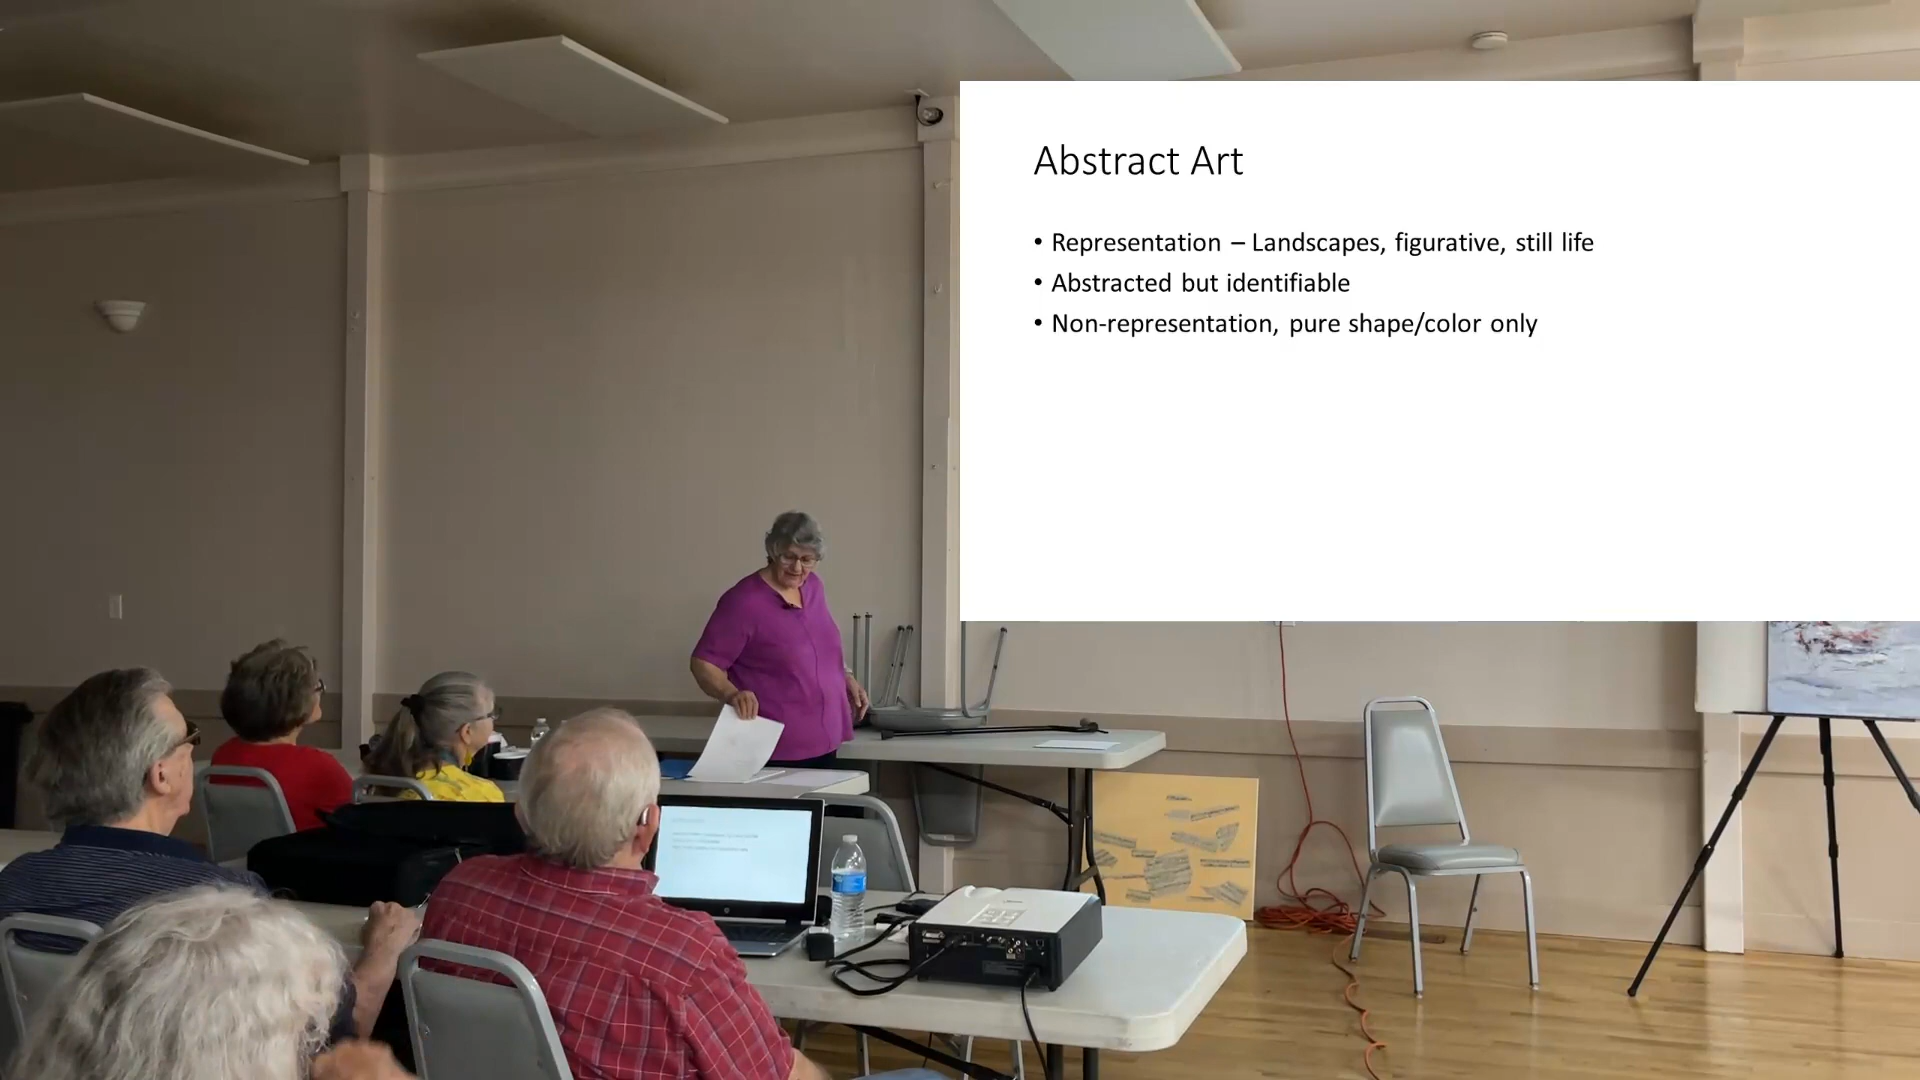 Abstract Art
• Representation – Landscapes, figurative, still life
• Abstracted but identifiable
• Non-representation, pure shape/color only